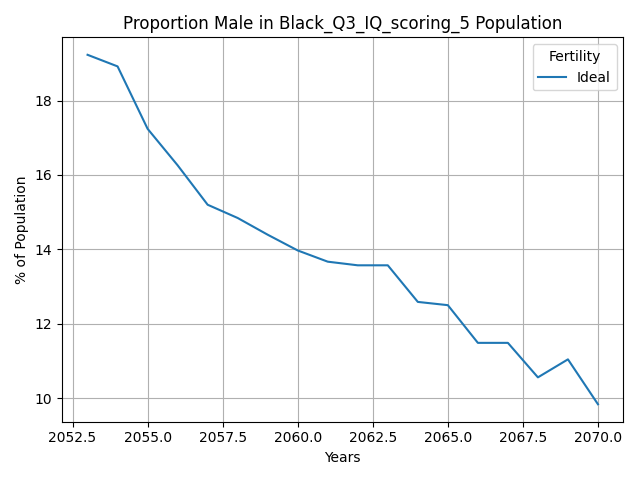 Proportion Male in Black_Q3_IQ_scoring_5 Population
Fertility
Ideal
% of Population
18
16
14
12
10
2052.5 2055.0 2057.5 2060.0 2062.5 2065.0 2067.5 2070.0
Years